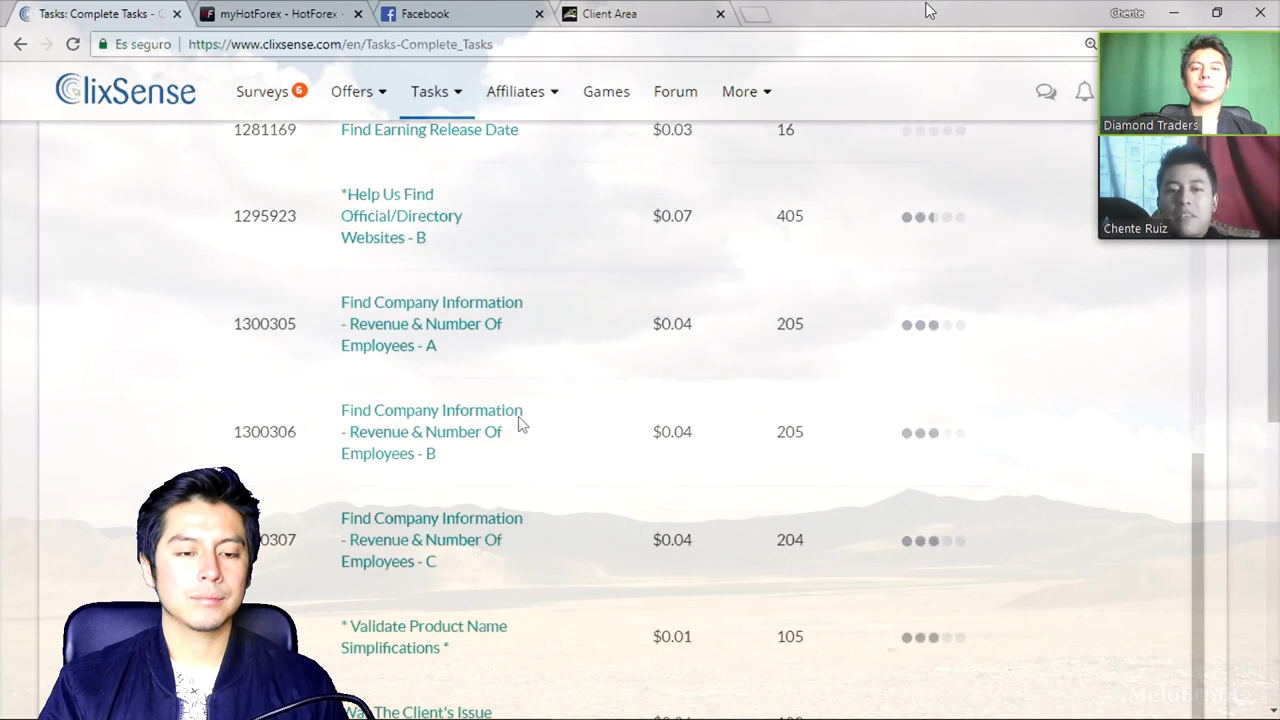 Tasks: Complete Tasks - C
myHotForex - HotForex -
Facebook
Client Area
Chente
Es seguro
https://www.clixsense.com/en/Tasks-Complete_Tasks
ClixSense
Surveys 6
Offers
Tasks
Affiliates
Games
Forum
More
Diamond Traders
Chente Ruiz
1281169 Find Earning Release Date $0.03 16
*Help Us Find
1295923 Official/Directory $0.07 405
Websites - B
Find Company Information
1300305 - Revenue & Number Of $0.04 205
Employees - A
Find Company Information
1300306 - Revenue & Number Of $0.04 205
Employees - B
Find Company Information
0307 - Revenue & Number Of $0.04 204
Employees - C
* Validate Product Name
$0.01 105
Simplifications *
The Client's Issue